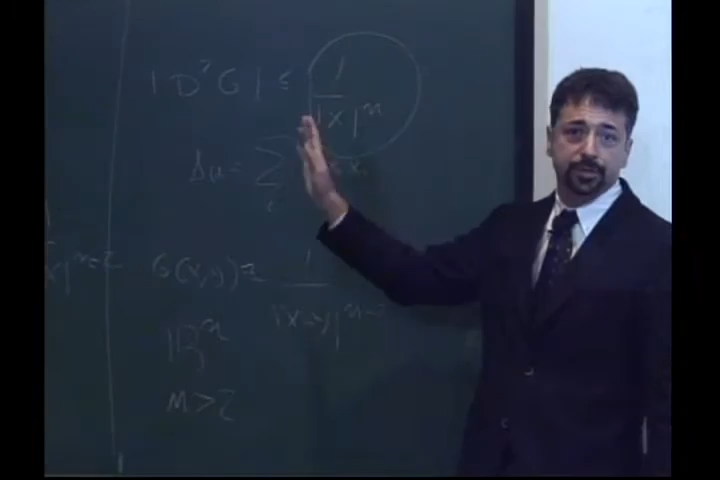 |D²G| ≤ 1/|x|ⁿ
Δu = Σ i
G(x,y) = 1/|x-y|ⁿ⁻²
ℝⁿ
n>2